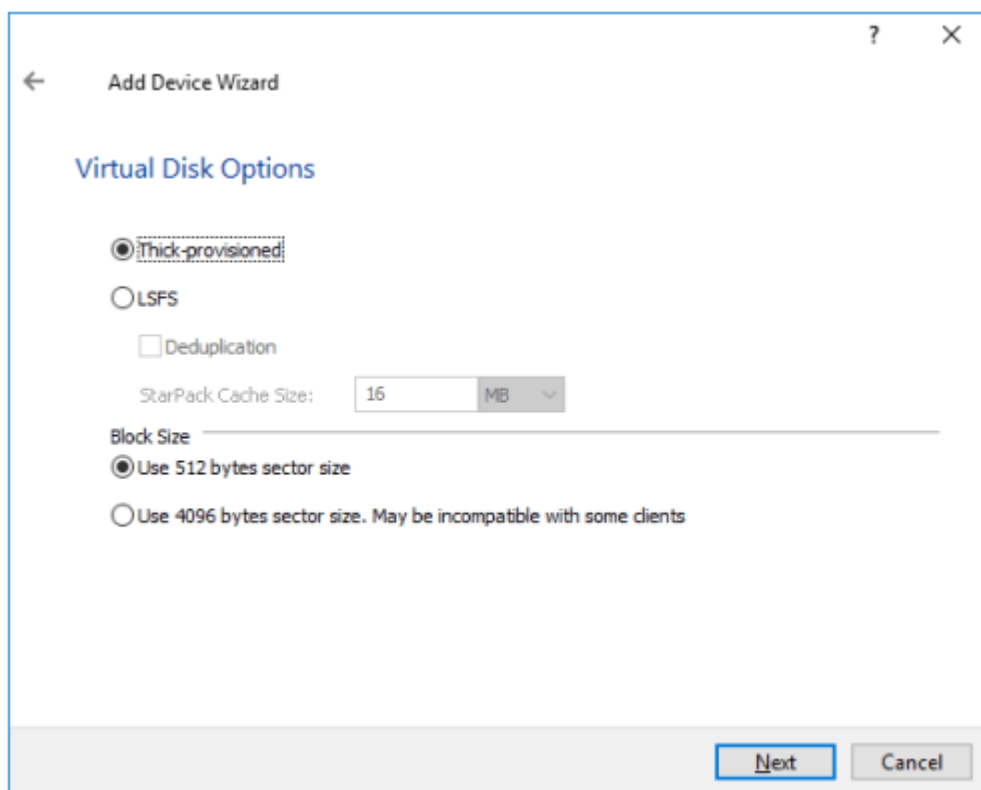 ?
Add Device Wizard
Virtual Disk Options
Thick-provisioned
LSFS
Deduplication
StarPack Cache Size: 16 MB
Block Size
Use 512 bytes sector size
Use 4096 bytes sector size. May be incompatible with some clients
Next Cancel